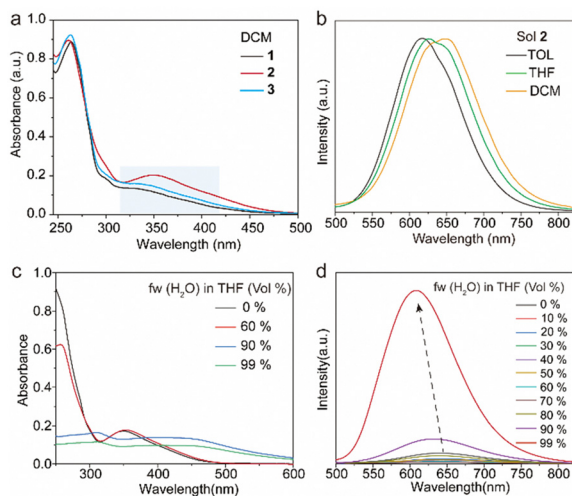 a
DCM
1
2
3
Absorbance (a.u.)
1.0
0.8
0.6
0.4
0.2
0.0
250 300 350 400 450 500
Wavelength (nm)
b
Sol 2
TOL
THF
DCM
Intensity (a.u.)
500 550 600 650 700 750 800
Wavelength (nm)
c
fw (H₂O) in THF (Vol %)
0 %
60 %
90 %
99 %
Absorbance
1.0
0.8
0.6
0.4
0.2
0.0
300 400 500 600
Wavelength(nm)
d
fw (H₂O) in THF (Vol %)
0 %
10 %
20 %
30 %
40 %
50 %
60 %
70 %
80 %
90 %
99 %
Intensity(a.u.)
500 550 600 650 700 750 800
Wavelength(nm)